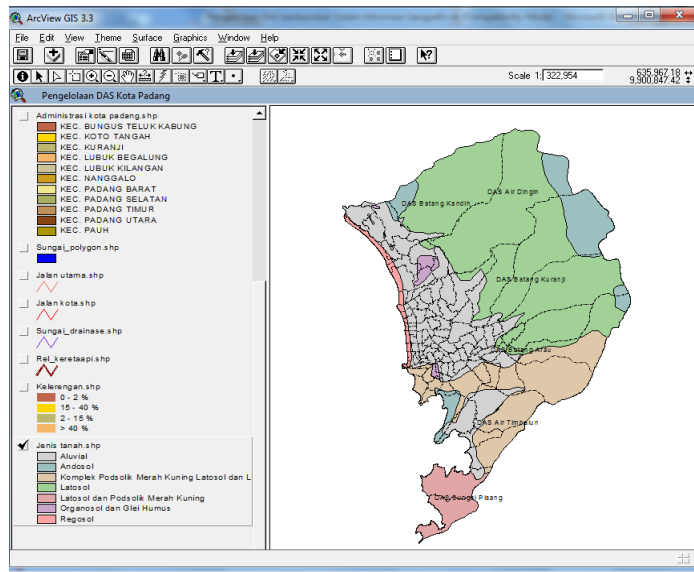 ArcView GIS 3.3
File Edit View Theme Surface Graphics Window Help
Scale 1: 322,954
635,967.18
9,900,847.42
Pengelolaan DAS Kota Padang
Administrasi kota padang.shp
KEC. BUNGUS TELUK KABUNG
KEC. KOTO TANGAH
KEC. KURANJI
KEC. LUBUK BEGALUNG
KEC. LUBUK KILANGAN
KEC. NANGGALO
KEC. PADANG BARAT
KEC. PADANG SELATAN
KEC. PADANG TIMUR
KEC. PADANG UTARA
KEC. PAUH
Sungai_polygon.shp
Jalan utama.shp
Jalan kota.shp
Sungai_drainase.shp
Rel_keretaapi.shp
Kelerengan.shp
0 - 2 %
15 - 40 %
2 - 15 %
> 40 %
Jenis tanah.shp
Aluvial
Andosol
Komplek Podsolik Merah Kuning Latosol dan L
Latosol
Latosol dan Podsolik Merah Kuning
Organosol dan Glei Humus
Regosol
DAS Air Dingin
DAS Batang Kandih
DAS Batang Kuranji
DAS Batang Arau
DAS Air Timbalun
DAS Sungai Pisang